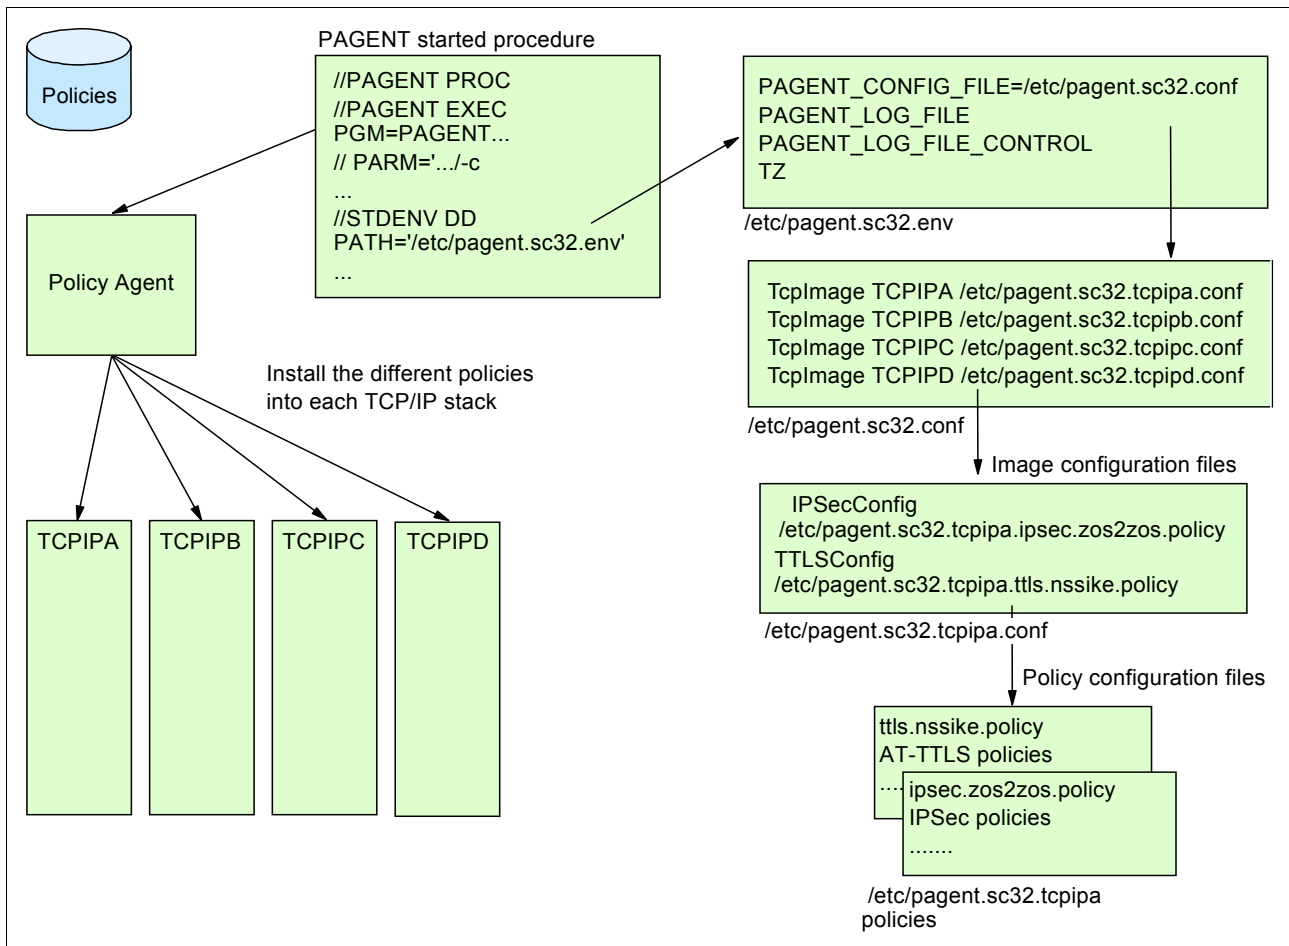 PAGENT started procedure
Policies
//PAGENT PROC
//PAGENT EXEC
PGM=PAGENT...
// PARM='.../-c
...
//STDENV DD
PATH='/etc/pagent.sc32.env'
...
PAGENT_CONFIG_FILE=/etc/pagent.sc32.conf
PAGENT_LOG_FILE
PAGENT_LOG_FILE_CONTROL
TZ
/etc/pagent.sc32.env
Policy Agent
TcpImage TCPIPA /etc/pagent.sc32.tcpipa.conf
TcpImage TCPIPB /etc/pagent.sc32.tcpipb.conf
TcpImage TCPIPC /etc/pagent.sc32.tcpipc.conf
TcpImage TCPIPD /etc/pagent.sc32.tcpipd.conf
/etc/pagent.sc32.conf
Install the different policies
into each TCP/IP stack
Image configuration files
IPSecConfig
/etc/pagent.sc32.tcpipa.ipsec.zos2zos.policy
TTLSConfig
/etc/pagent.sc32.tcpipa.ttls.nssike.policy
/etc/pagent.sc32.tcpipa.conf
TCPIPA
TCPIPB
TCPIPC
TCPIPD
Policy configuration files
ttls.nssike.policy
AT-TTLS policies
....
ipsec.zos2zos.policy
IPSec policies
.......
/etc/pagent.sc32.tcpipa
policies